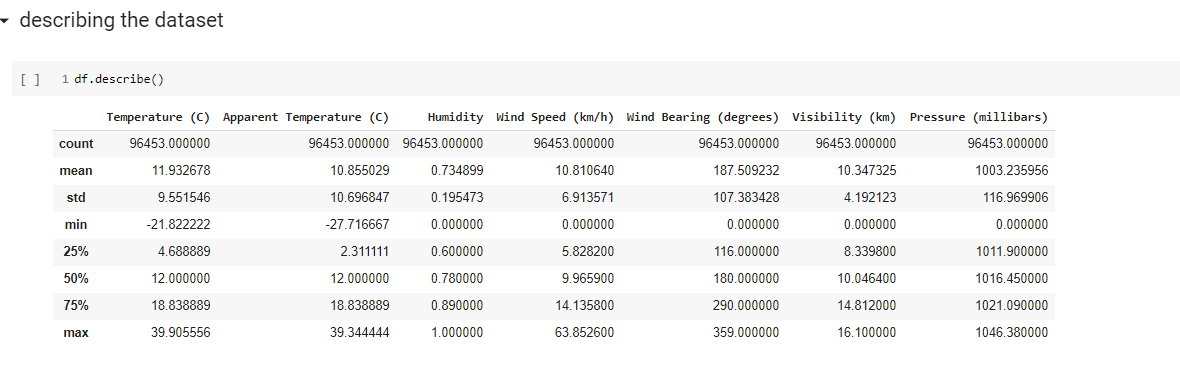 describing the dataset
[ ] 1 df.describe()
Temperature (C) Apparent Temperature (C) Humidity Wind Speed (km/h) Wind Bearing (degrees) Visibility (km) Pressure (millibars)
count 96453.000000 96453.000000 96453.000000 96453.000000 96453.000000 96453.000000 96453.000000
mean 11.932678 10.855029 0.734899 10.810640 187.509232 10.347325 1003.235956
std 9.551546 10.696847 0.195473 6.913571 107.383428 4.192123 116.969906
min -21.822222 -27.716667 0.000000 0.000000 0.000000 0.000000 0.000000
25% 4.688889 2.311111 0.600000 5.828200 116.000000 8.339800 1011.900000
50% 12.000000 12.000000 0.780000 9.965900 180.000000 10.046400 1016.450000
75% 18.838889 18.838889 0.890000 14.135800 290.000000 14.812000 1021.090000
max 39.905556 39.344444 1.000000 63.852600 359.000000 16.100000 1046.380000